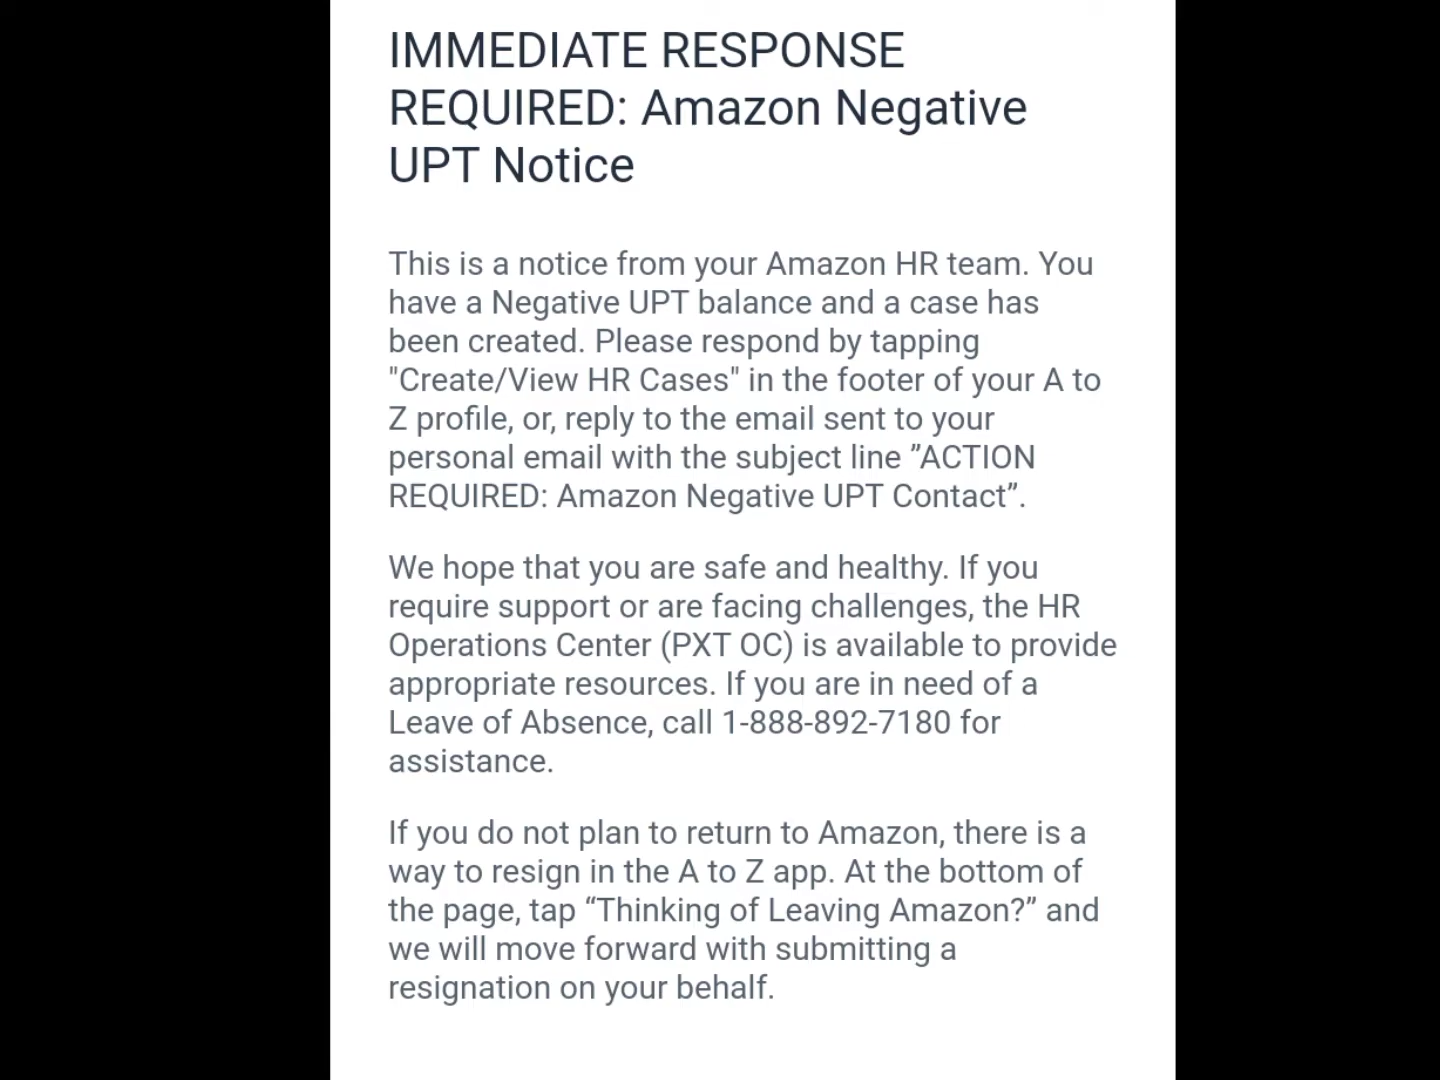 IMMEDIATE RESPONSE
REQUIRED: Amazon Negative
UPT Notice
This is a notice from your Amazon HR team. You
have a Negative UPT balance and a case has
been created. Please respond by tapping
"Create/View HR Cases" in the footer of your A to
Z profile, or, reply to the email sent to your
personal email with the subject line ”ACTION
REQUIRED: Amazon Negative UPT Contact”.
We hope that you are safe and healthy. If you
require support or are facing challenges, the HR
Operations Center (PXT OC) is available to provide
appropriate resources. If you are in need of a
Leave of Absence, call 1-888-892-7180 for
assistance.
If you do not plan to return to Amazon, there is a
way to resign in the A to Z app. At the bottom of
the page, tap “Thinking of Leaving Amazon?” and
we will move forward with submitting a
resignation on your behalf.